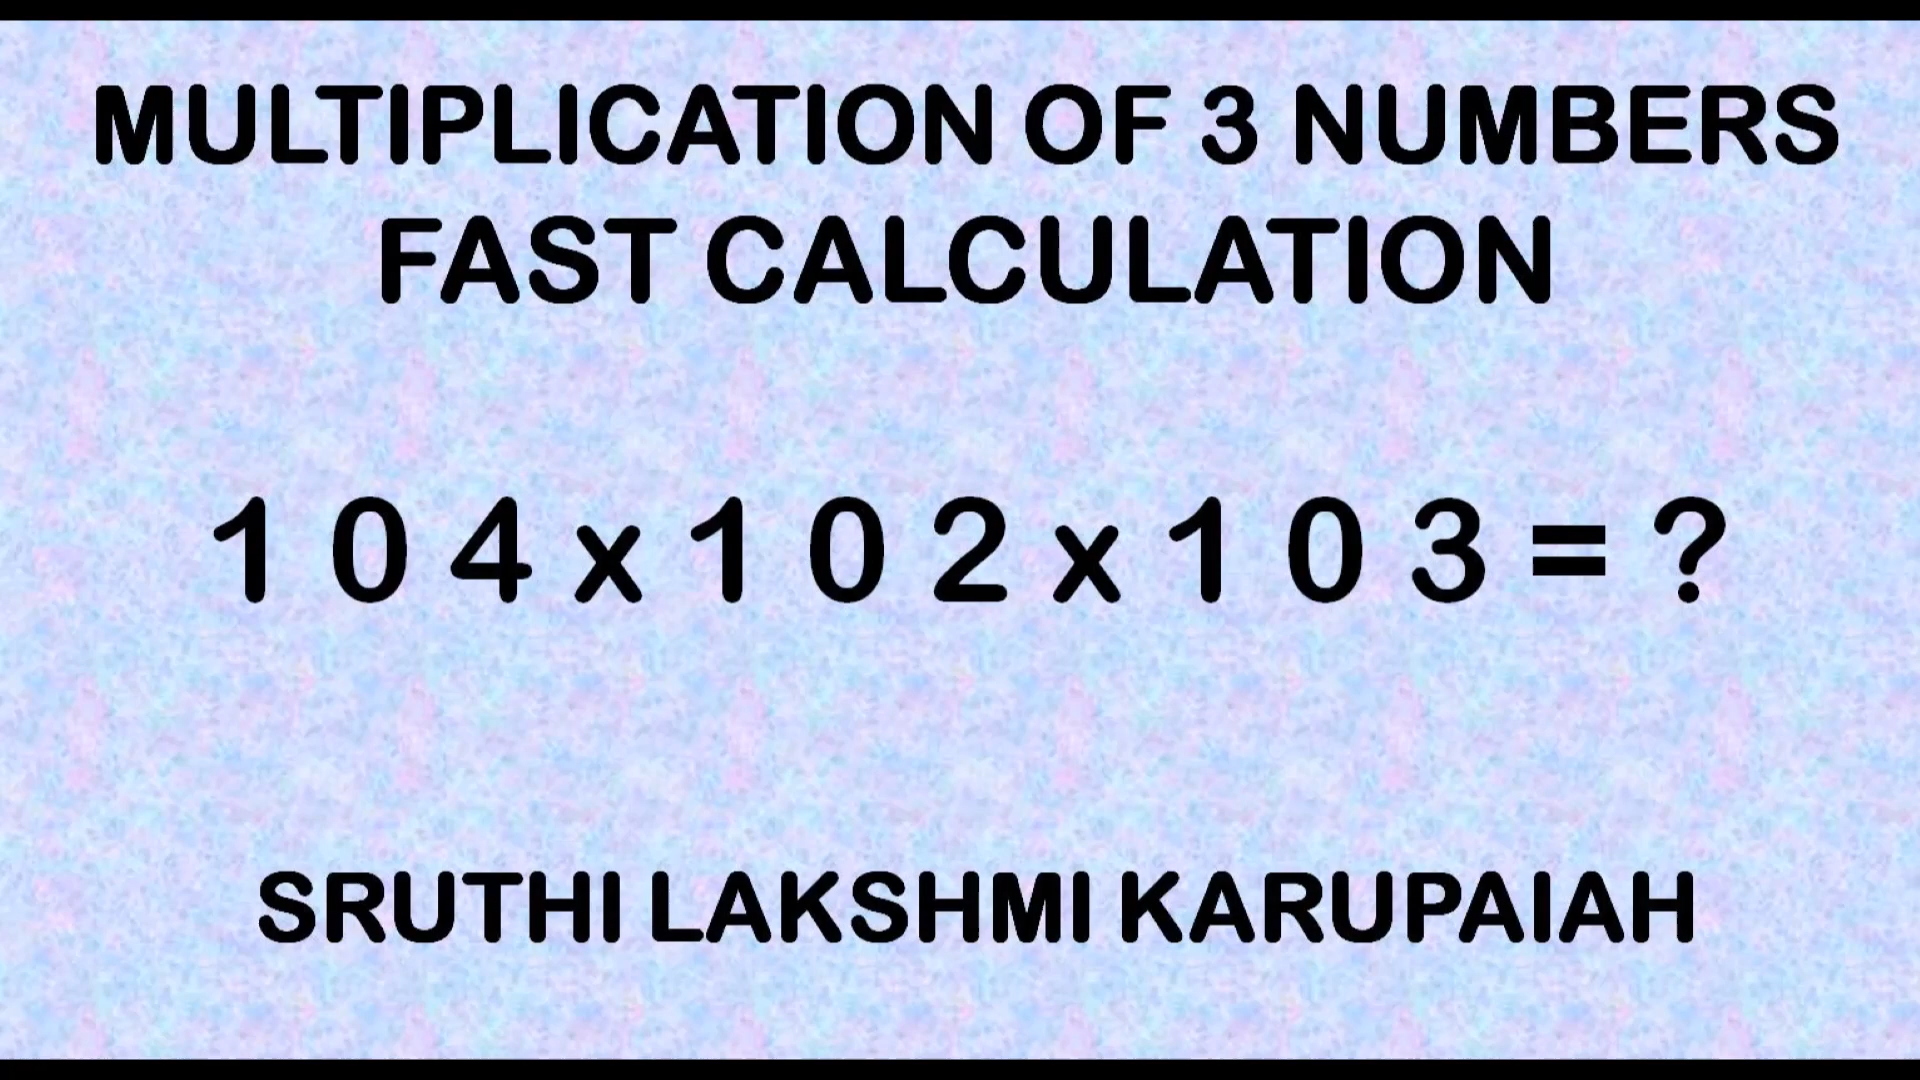 MULTIPLICATION OF 3 NUMBERS
FAST CALCULATION
1 0 4 x 1 0 2 x 1 0 3 = ?
SRUTHI LAKSHMI KARUPAIAH